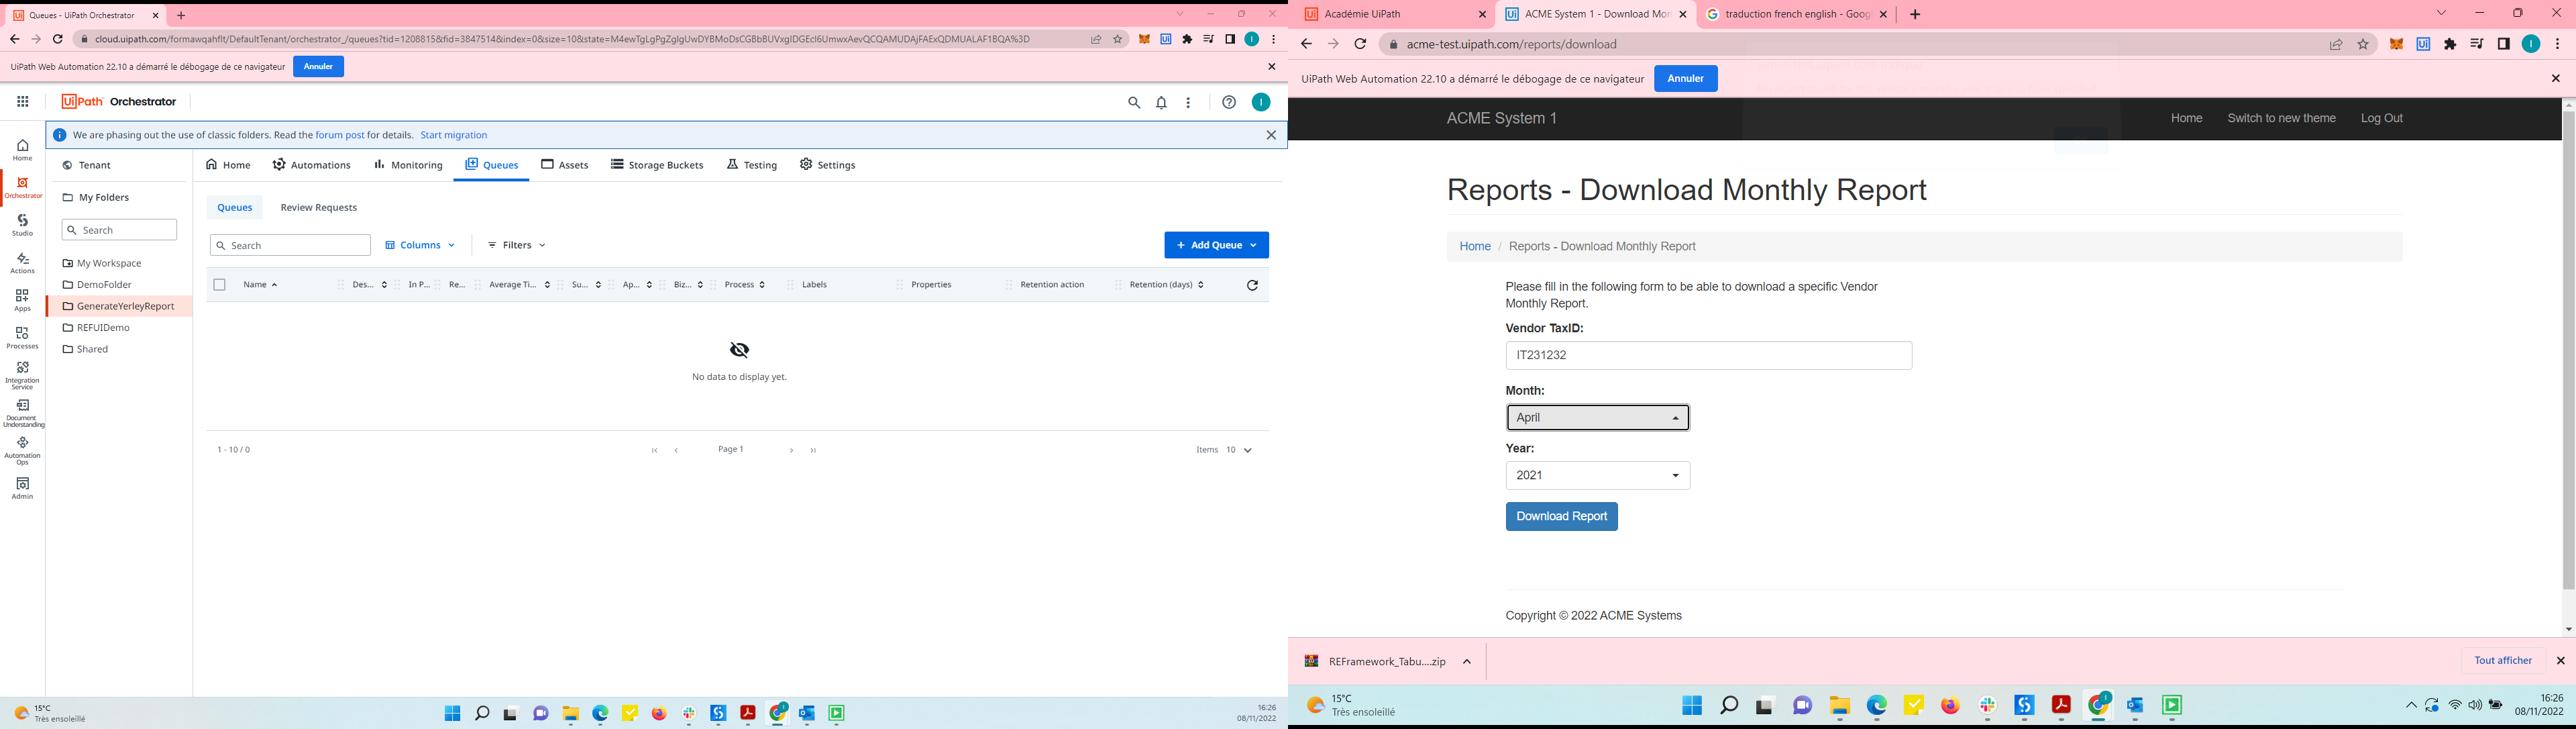 Queues - UiPath Orchestrator
cloud.uipath.com/formawqahflt/DefaultTenant/orchestrator_/queues?tid=1208815&fid=3847514&index=0&size=10&state=
UiPath Web Automation 22.10 a démarré le débogage de ce navigateur
Annuler
UiPath Orchestrator
We are phasing out the use of classic folders. Read the forum post for details. Start migration
Home
Orchestrator
Studio
Actions
Apps
Processes
Integration Service
Document Understanding
Automation Ops
Admin
Tenant
My Folders
Search
My Workspace
DemoFolder
GenerateYerleyReport
REFUIDemo
Shared
Home Automations Monitoring Queues Assets Storage Buckets Testing Settings
Queues Review Requests
Search Columns Filters + Add Queue
Name Des... In P... Re... Average Ti... Su... Ap... Biz... Process Labels Properties Retention action Retention (days)
No data to display yet.
1 - 10 / 0 Page 1 Items 10
15°C
Très ensoleillé
16:26
08/11/2022
Académie UiPath
ACME System 1 - Download Mon
traduction french english - Goog
acme-test.uipath.com/reports/download
UiPath Web Automation 22.10 a démarré le débogage de ce navigateur
Annuler
ACME System 1 Home Switch to new theme Log Out
Reports - Download Monthly Report
Home / Reports - Download Monthly Report
Please fill in the following form to be able to download a specific Vendor
Monthly Report.
Vendor TaxID:
IT231232
Month:
April
Year:
2021
Download Report
Copyright © 2022 ACME Systems
REFramework_Tabu....zip
Tout afficher
15°C
Très ensoleillé
16:26
08/11/2022